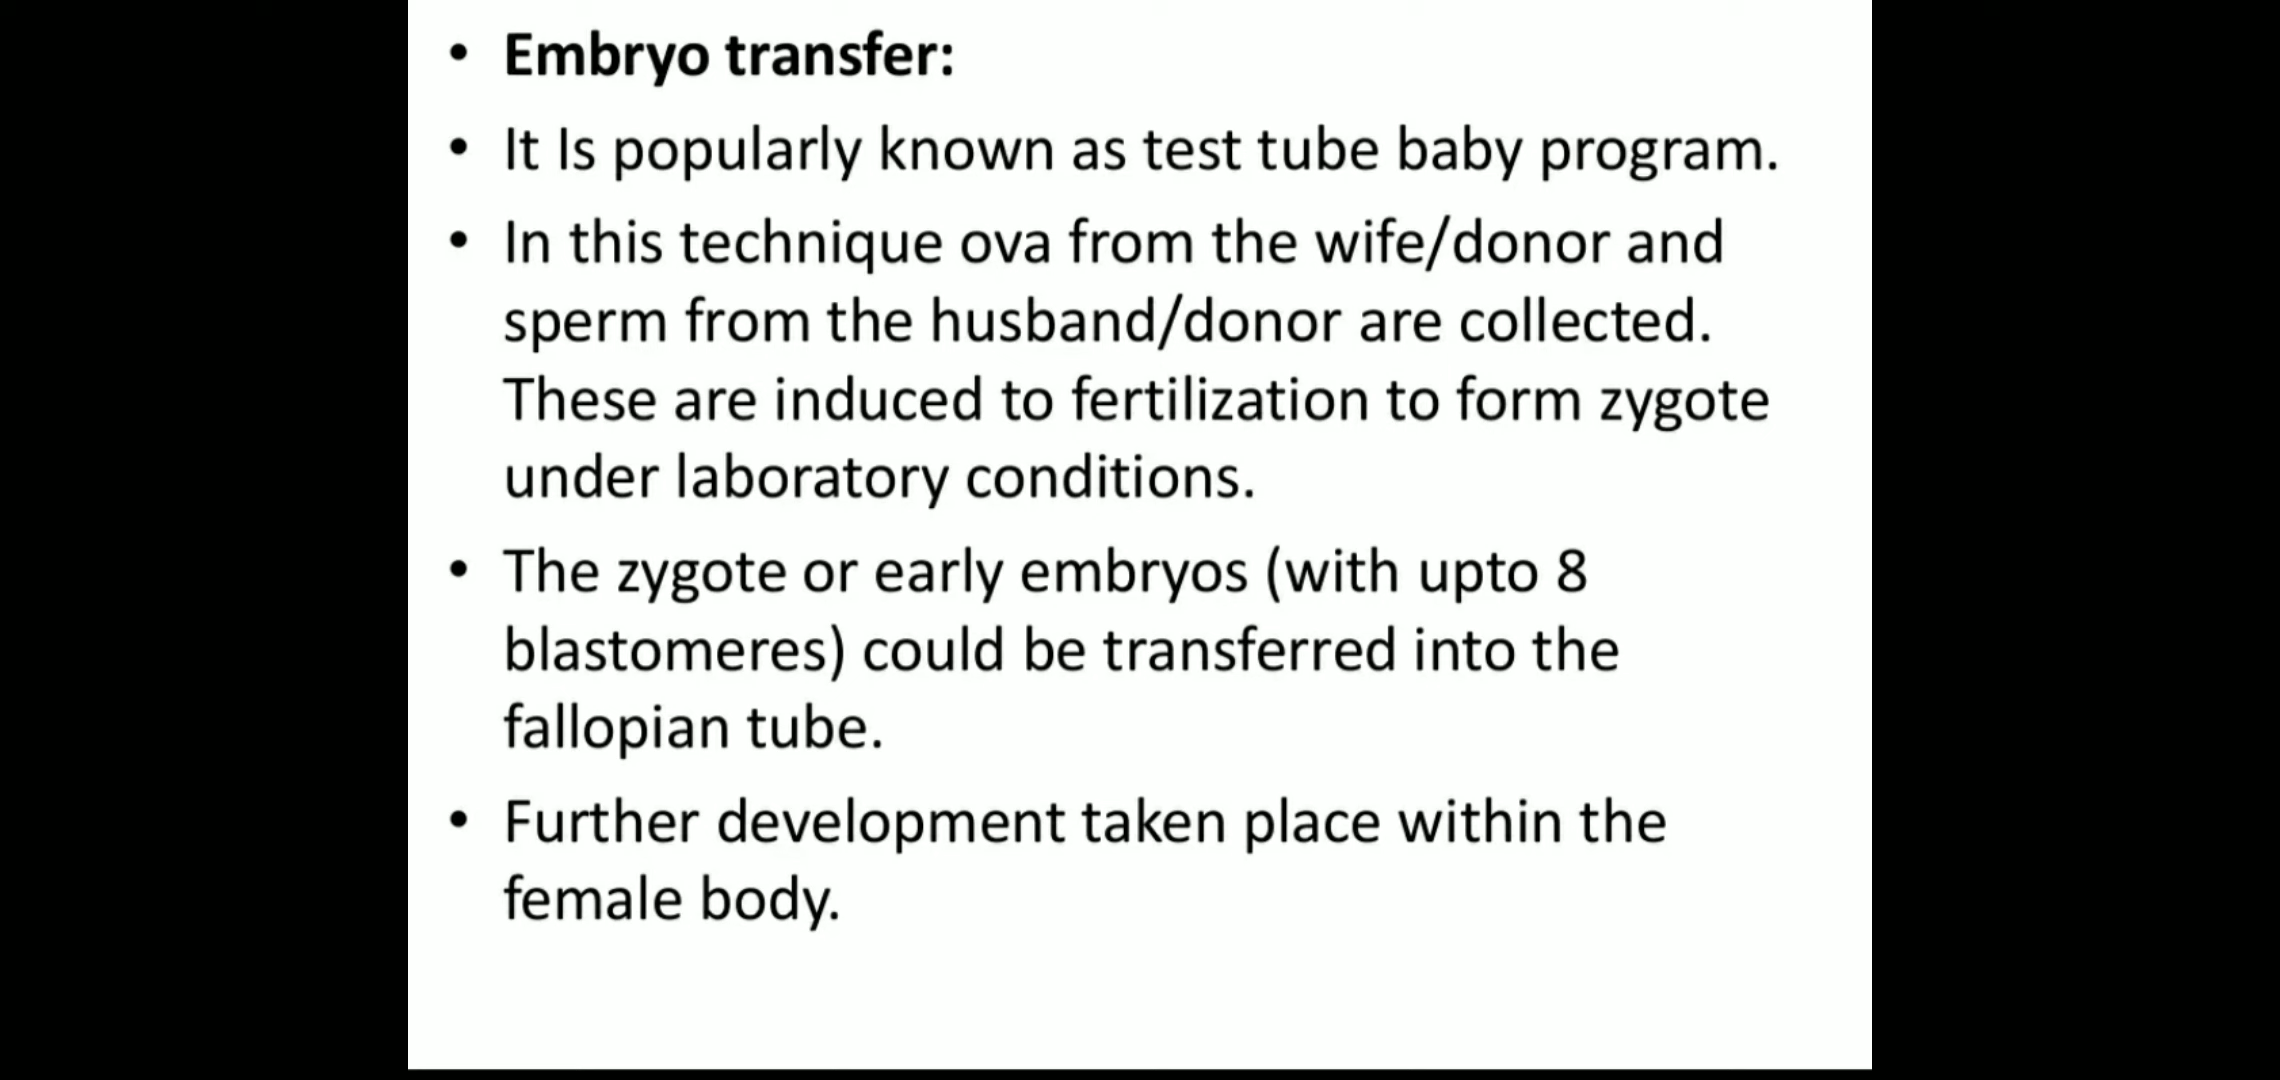 • Embryo transfer:
• It Is popularly known as test tube baby program.
• In this technique ova from the wife/donor and
sperm from the husband/donor are collected.
These are induced to fertilization to form zygote
under laboratory conditions.
• The zygote or early embryos (with upto 8
blastomeres) could be transferred into the
fallopian tube.
• Further development taken place within the
female body.